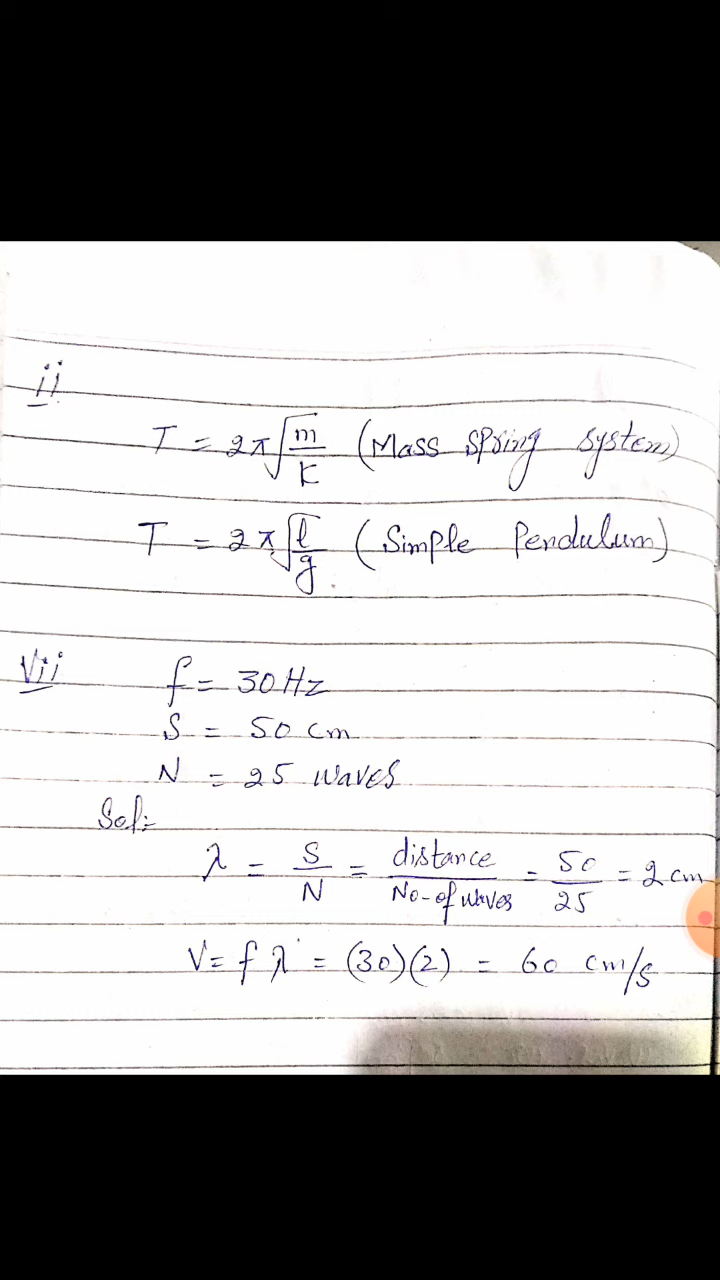 ii
T = 2π√m/K (Mass spring system)
T = 2π√l/g (Simple Pendulum)
Vii f = 30 Hz
S = 50 cm
N = 25 waves
Sol:-
λ = S/N = distance/No-of waves = 50/25 = 2 cm
V = f λ = (30)(2) = 60 cm/s